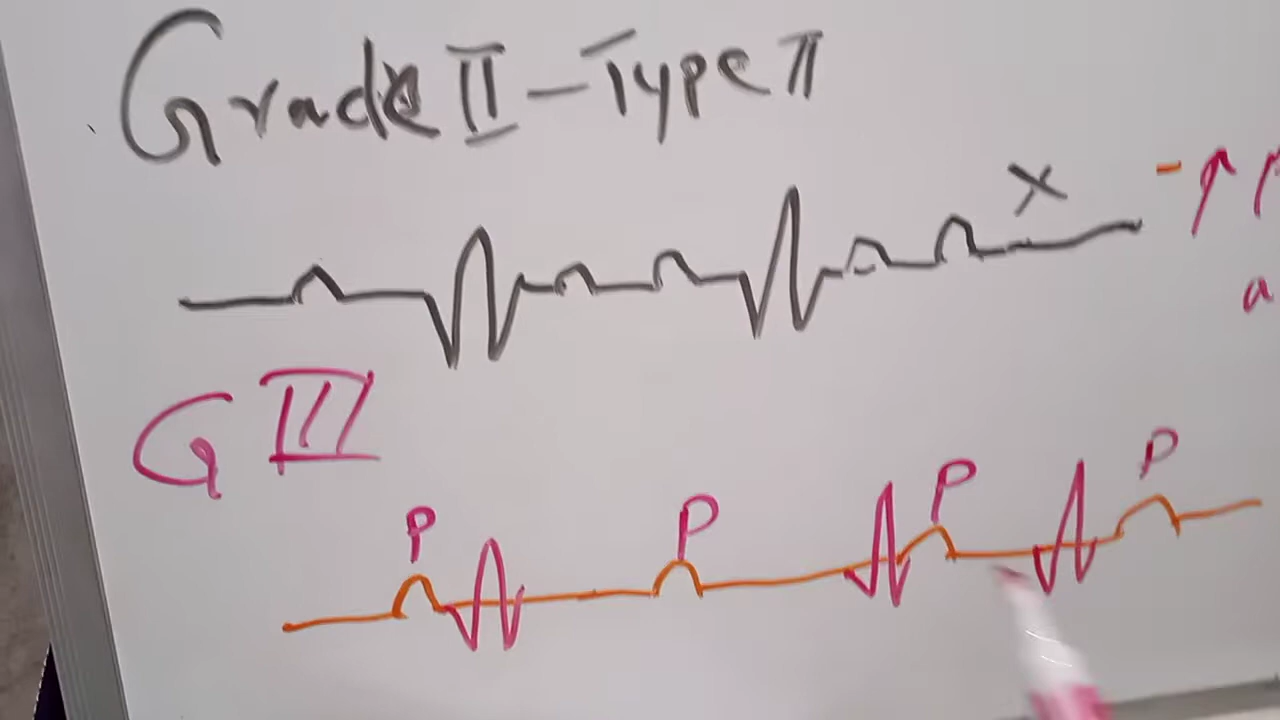 Grade II - Type II
X
- ↑
a
G III
P P P P